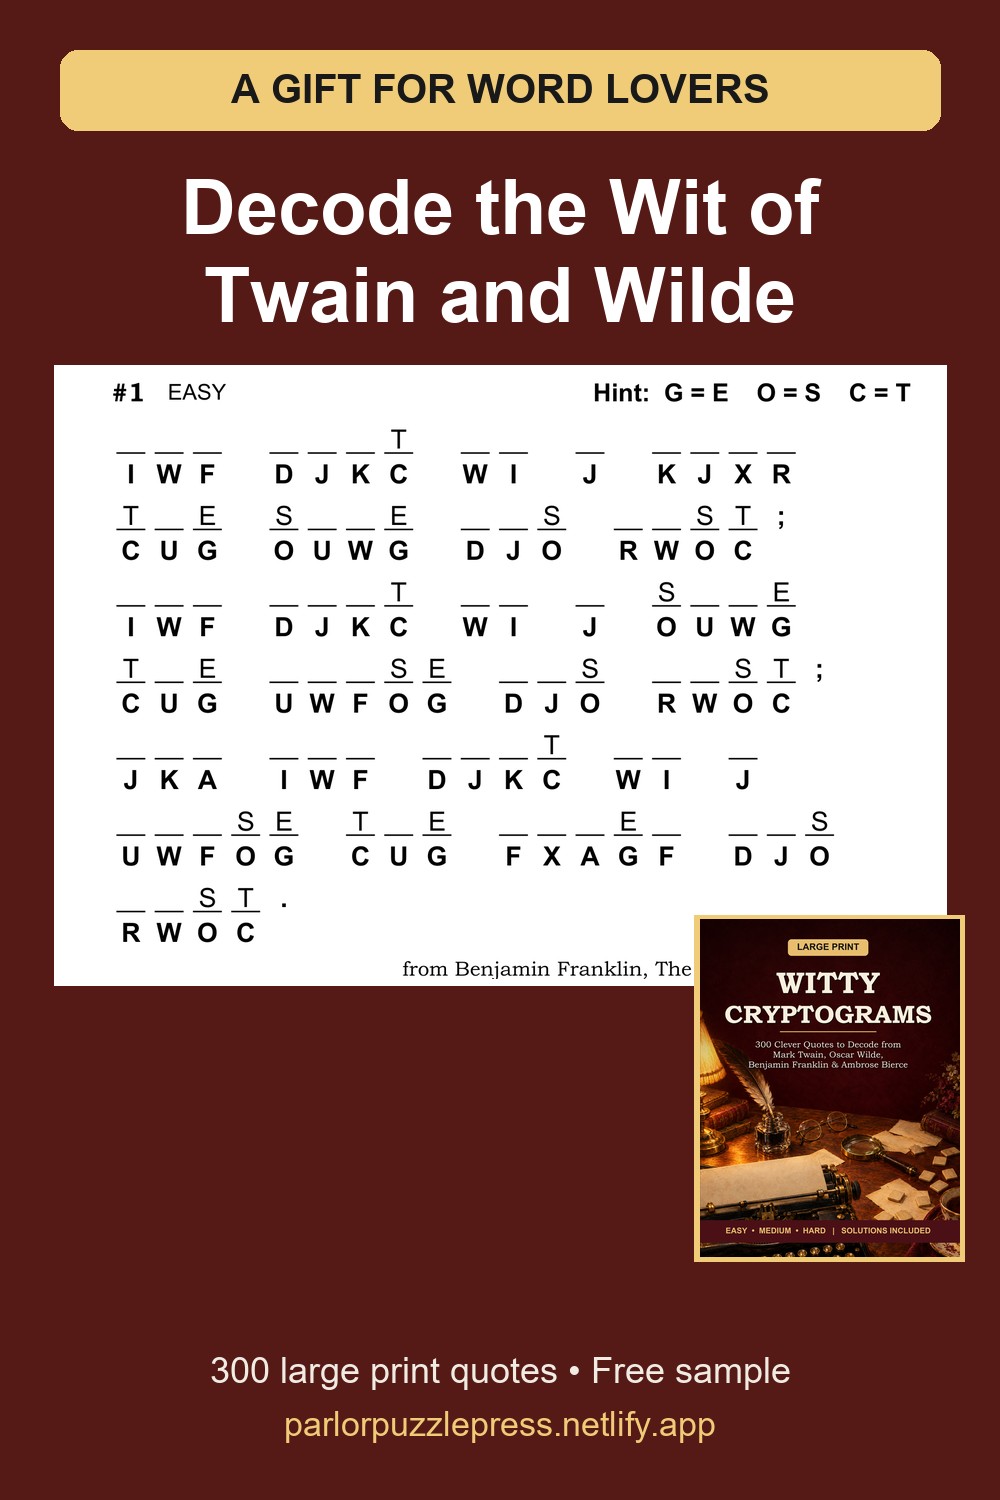 A GIFT FOR WORD LOVERS
Decode the Wit of
Twain and Wilde
#1 EASY Hint: G = E O = S C = T
T
I W F D J K C W I J K J X R
T E S E S S T ;
C U G O U W G D J O R W O C
T S E
I W F D J K C W I J O U W G
T E S E S S T ;
C U G U W F O G D J O R W O C
T
J K A I W F D J K C W I J
S E T E E S
U W F O G C U G F X A G F D J O
S T .
R W O C
from Benjamin Franklin, The
LARGE PRINT
WITTY
CRYPTOGRAMS
300 Clever Quotes to Decode from
Mark Twain, Oscar Wilde,
Benjamin Franklin & Ambrose Bierce
EASY • MEDIUM • HARD | SOLUTIONS INCLUDED
300 large print quotes • Free sample
parlorpuzzlepress.netlify.app